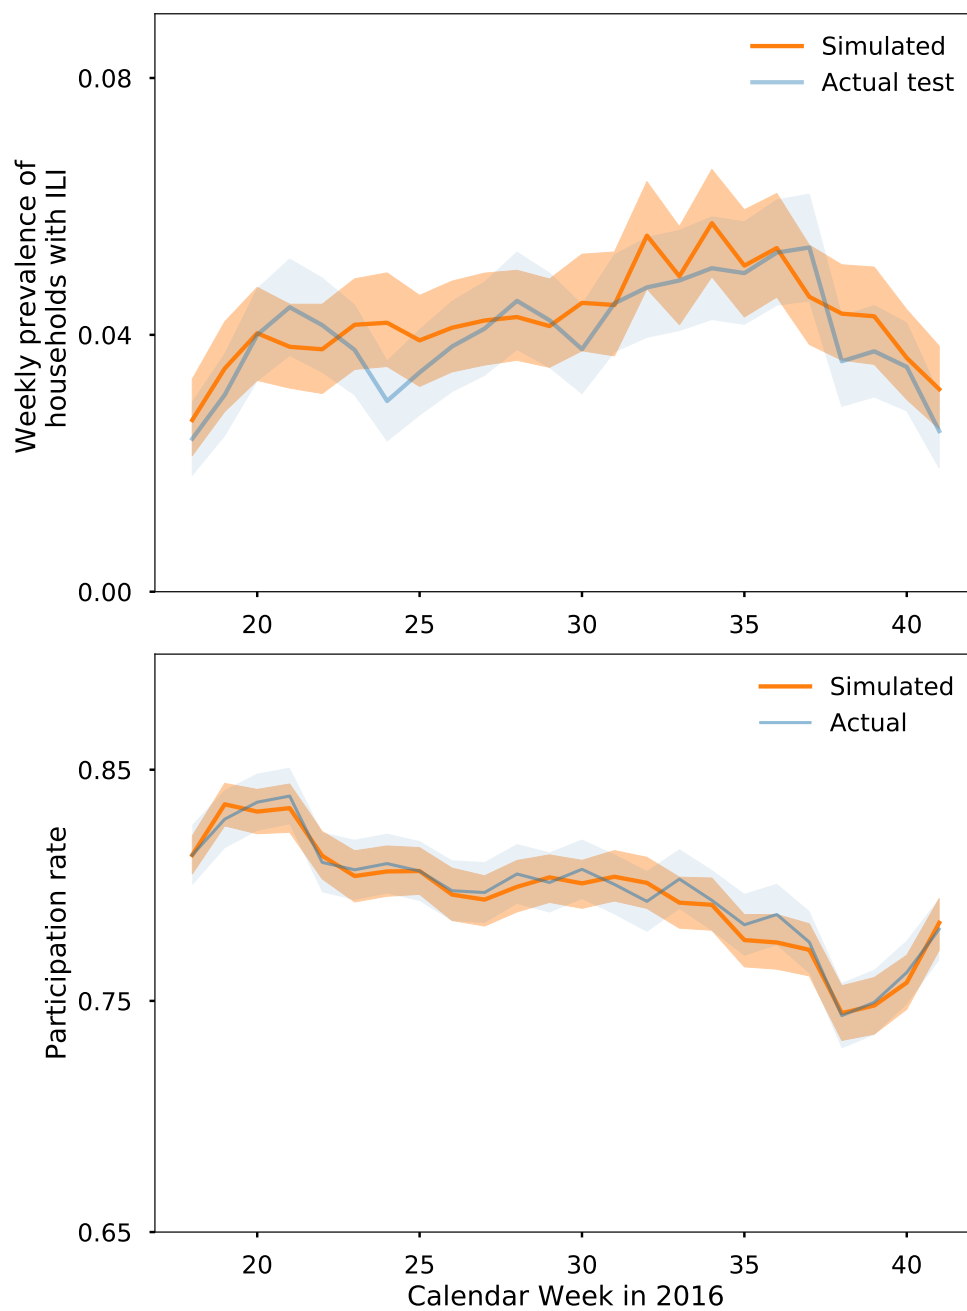 Simulated
Actual test
Weekly prevalence of
households with ILI
0.08
0.04
0.00
20 25 30 35 40
Simulated
Actual
Participation rate
0.85
0.75
0.65
20 25 30 35 40
Calendar Week in 2016